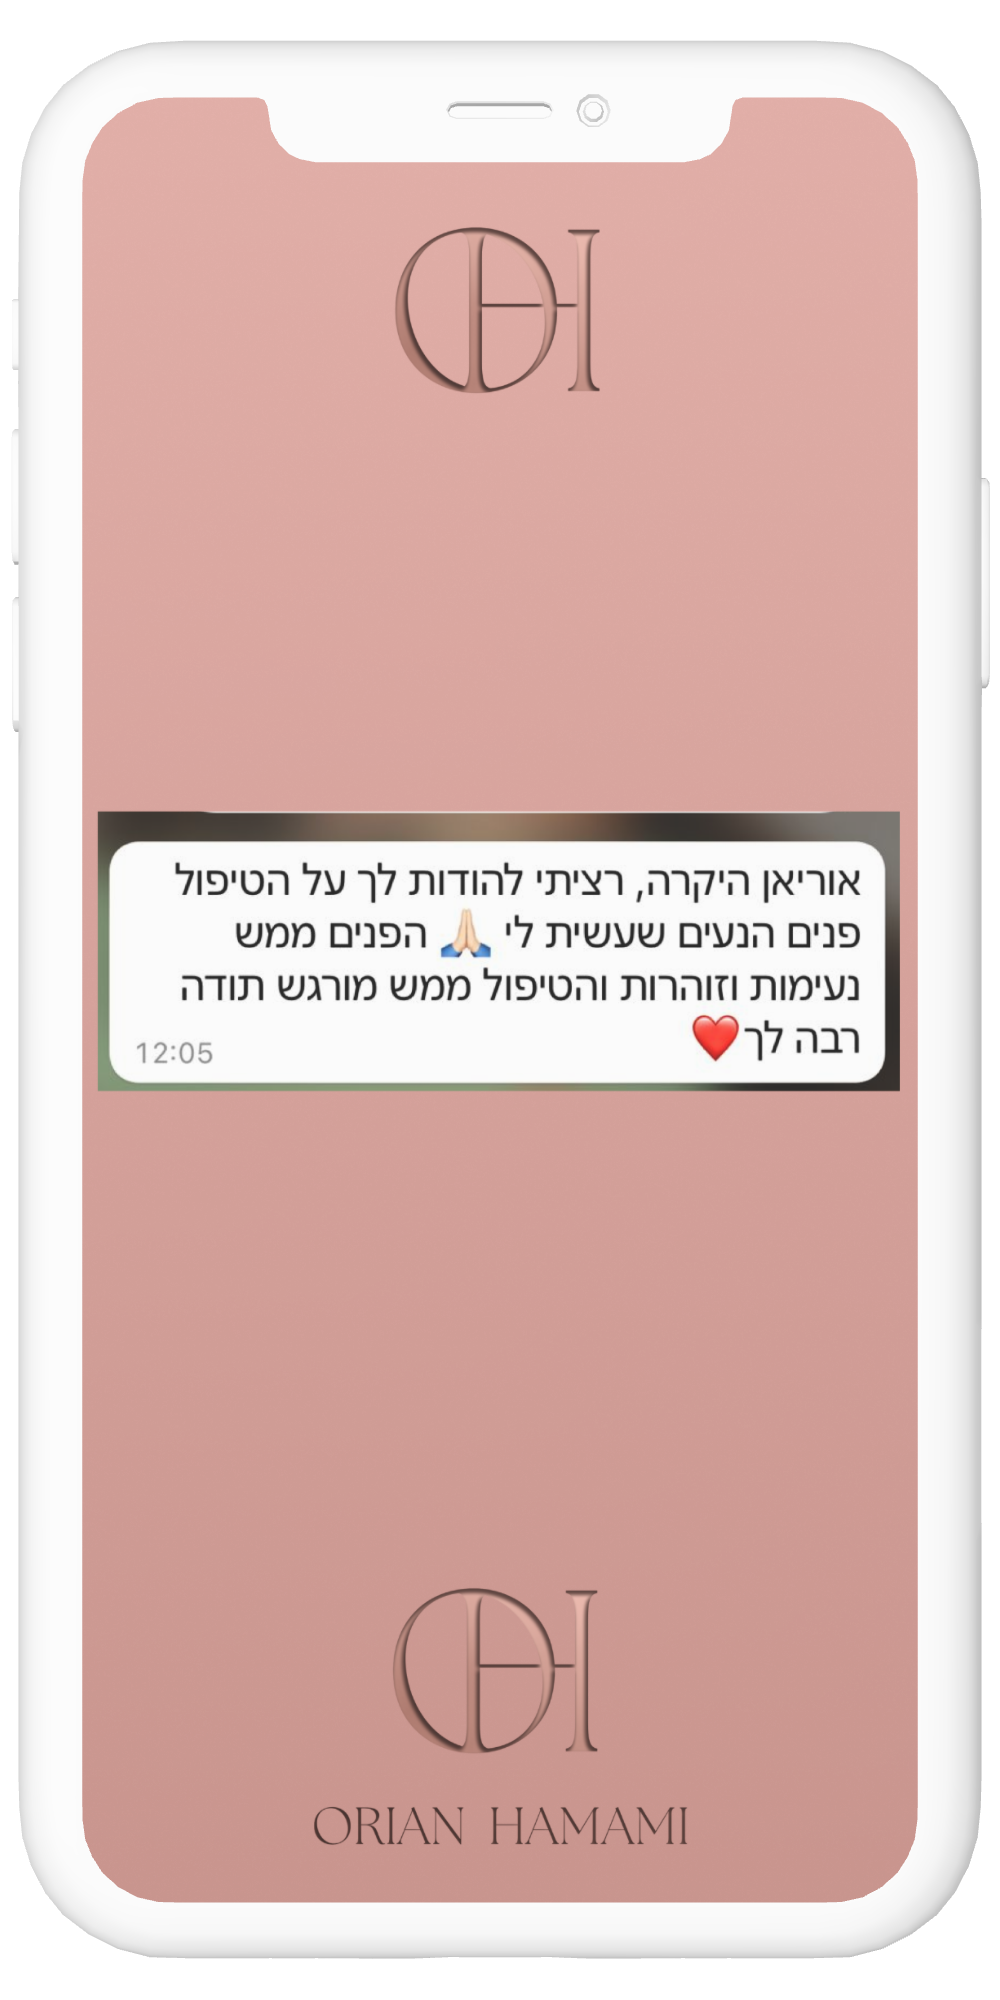 OH
אוריאן היקרה, רציתי להודות לך על הטיפול
פנים הנעים שעשית לי 🙏🏻 הפנים ממש
נעימות וזוהרות והטיפול ממש מורגש תודה
רבה לך❤️
12:05
OH
ORIAN HAMAMI